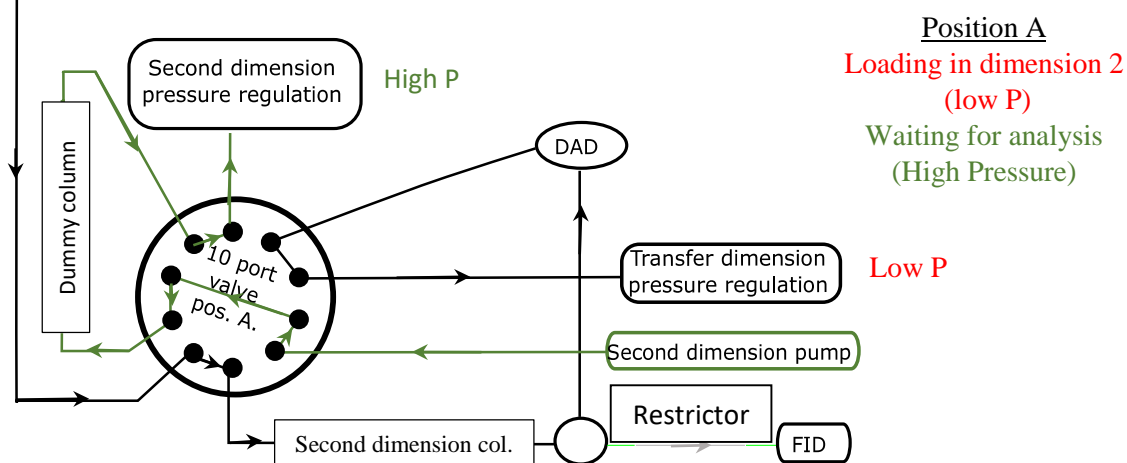 Position A
Loading in dimension 2
(low P)
Waiting for analysis
(High Pressure)
Second dimension
pressure regulation
High P
DAD
Dummy column
10 port
valve
pos. A.
Transfer dimension
pressure regulation
Low P
Second dimension pump
Restrictor
Second dimension col.
FID